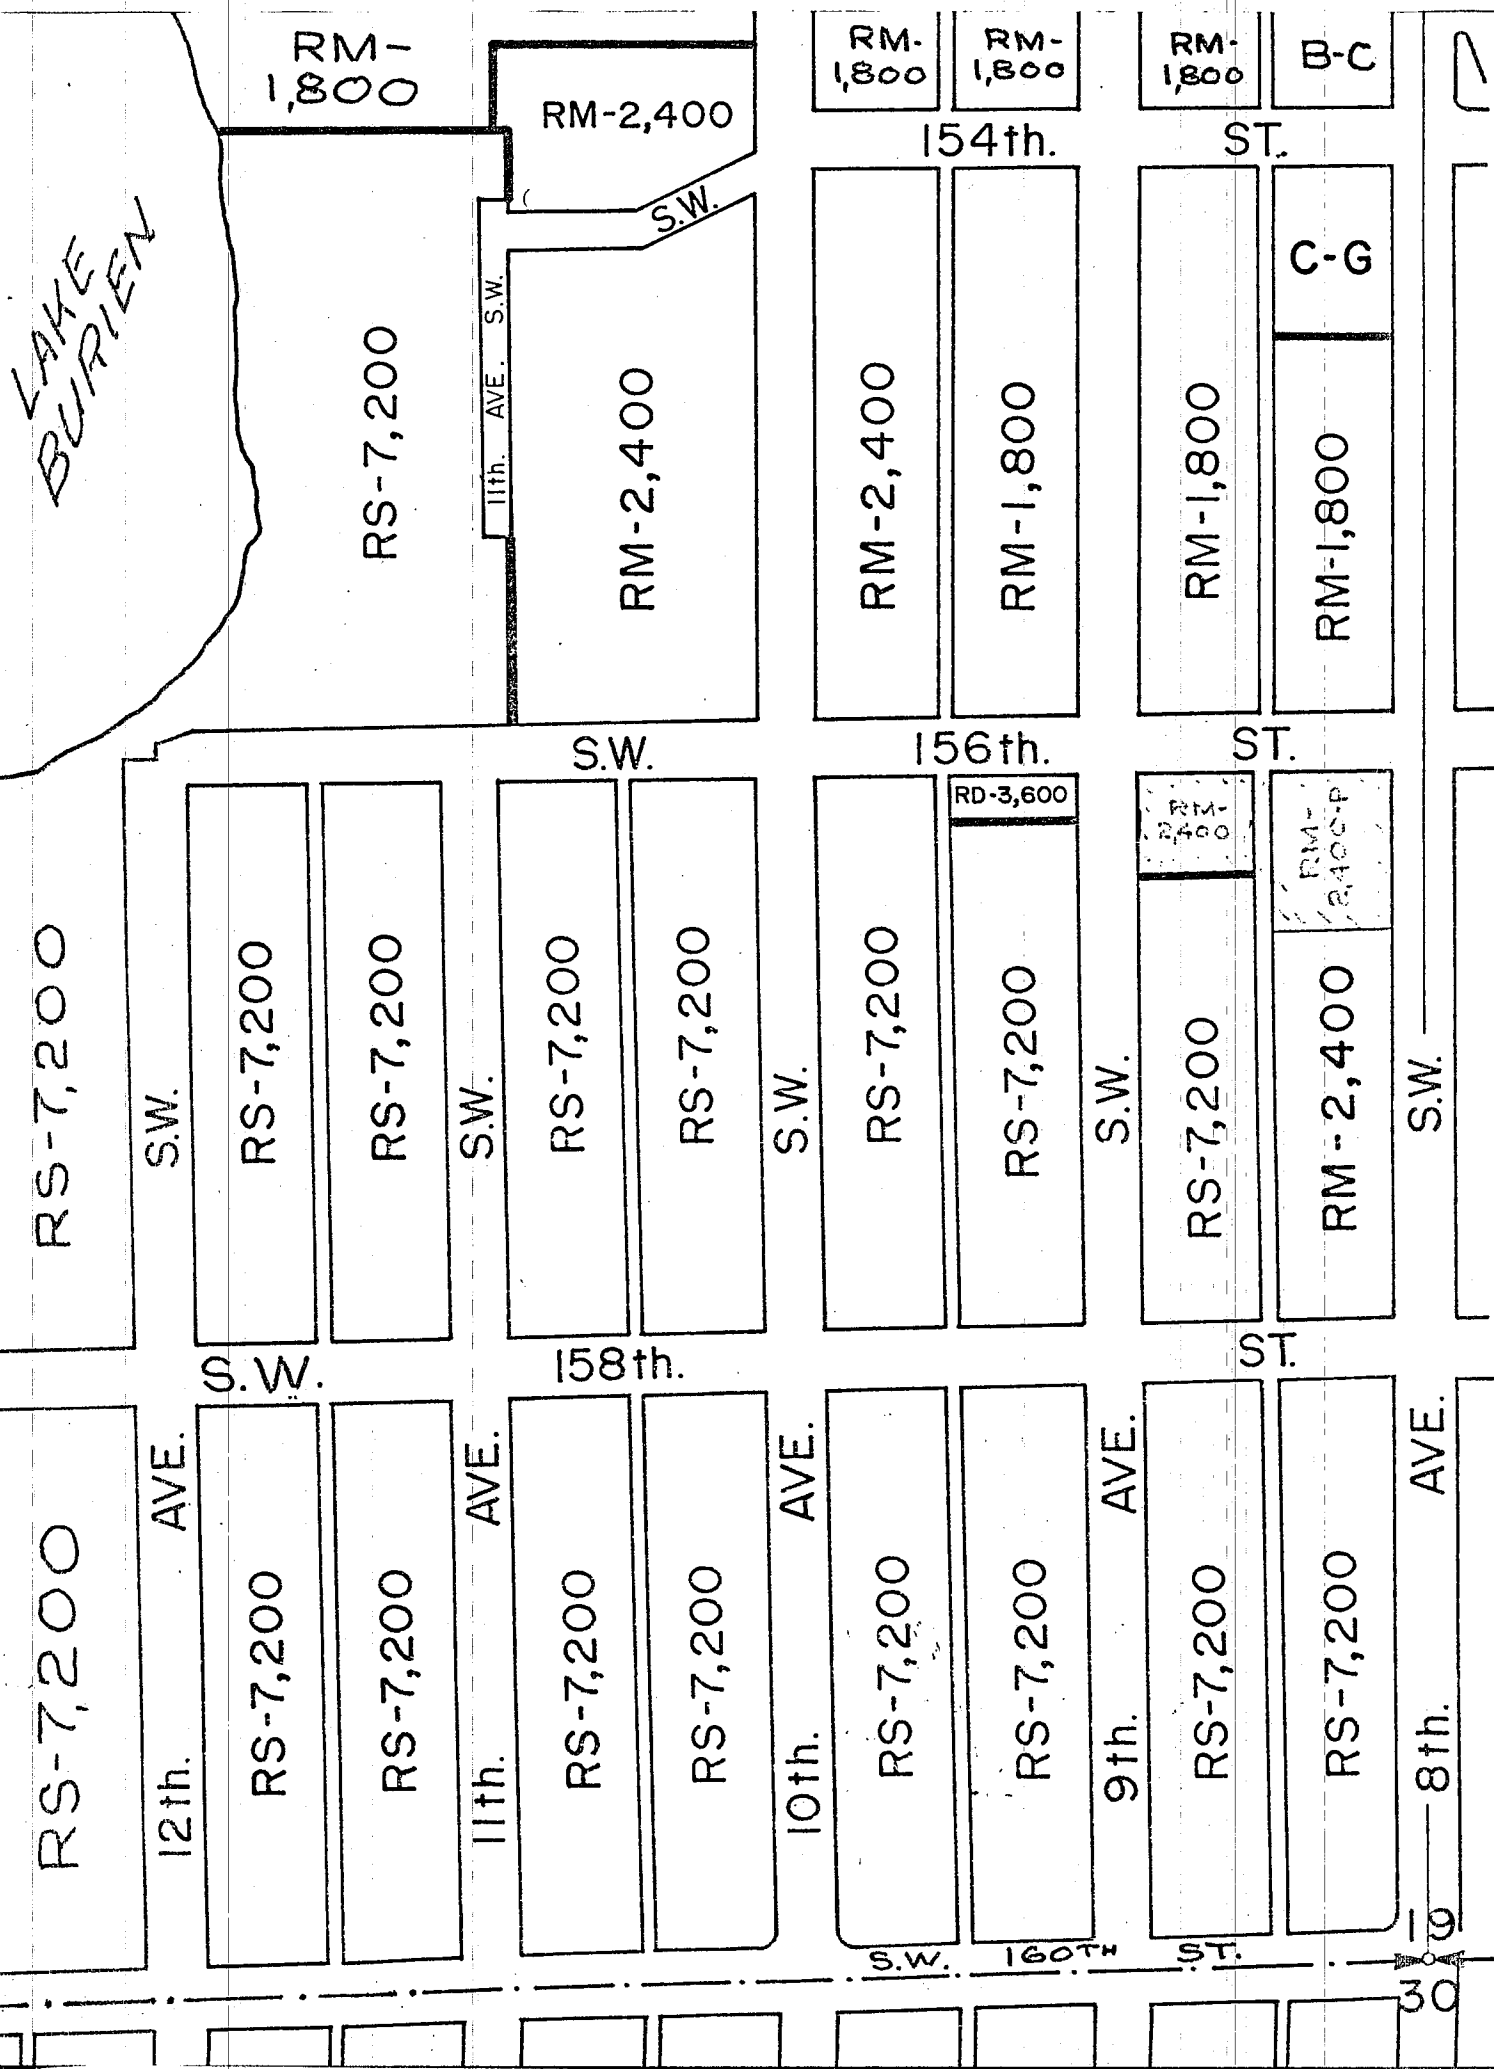 RM-
1,800
RM-2,400
RM-
1,800
RM-
1,800
RM-
1,800
B-C
154th.
ST.
S.W.
LAKE
BURIEN
RS-7,200
11th. AVE. S.W.
RM-2,400
RM-2,400
RM-1,800
RM-1,800
C-G
RM-1,800
S.W.
156th.
ST.
RD-3,600
RM-
2,400
RM-
2,400-P
RS-7,200
S.W.
RS-7,200
RS-7,200
S.W.
RS-7,200
RS-7,200
S.W.
RS-7,200
RS-7,200
S.W.
RS-7,200
RM-2,400
S.W.
S.W.
158th.
ST.
RS-7,200
12th. AVE.
RS-7,200
RS-7,200
11th. AVE.
RS-7,200
RS-7,200
10th. AVE.
RS-7,200
RS-7,200
9th. AVE.
RS-7,200
RS-7,200
8th. AVE.
S.W. 160TH ST.
19
30